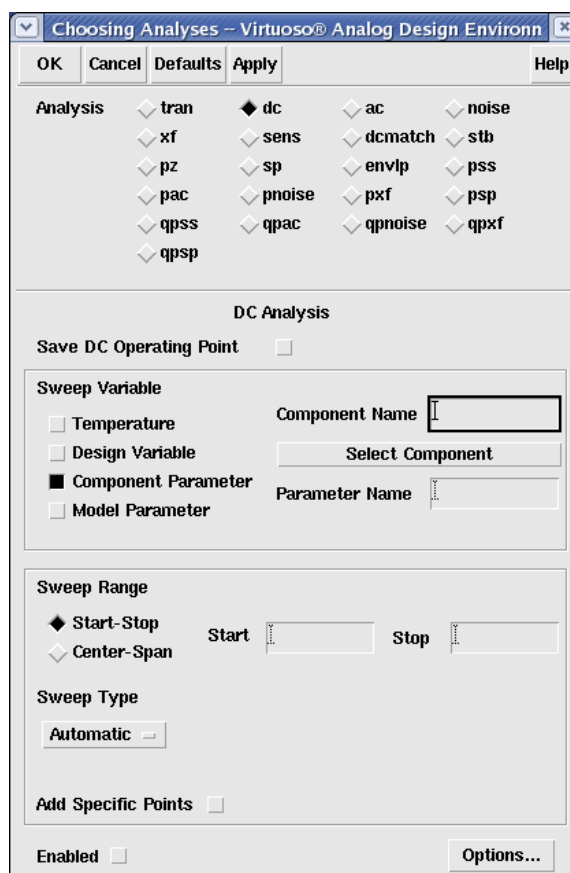 Choosing Analyses -- Virtuoso® Analog Design Environn
OK Cancel Defaults Apply Help
Analysis tran dc ac noise
xf sens dcmatch stb
pz sp envlp pss
pac pnoise pxf psp
qpss qpac qpnoise qpxf
qpsp
DC Analysis
Save DC Operating Point
Sweep Variable
Temperature
Design Variable
Component Parameter
Model Parameter
Component Name
Select Component
Parameter Name
Sweep Range
Start-Stop
Center-Span
Start Stop
Sweep Type
Automatic
Add Specific Points
Enabled Options...